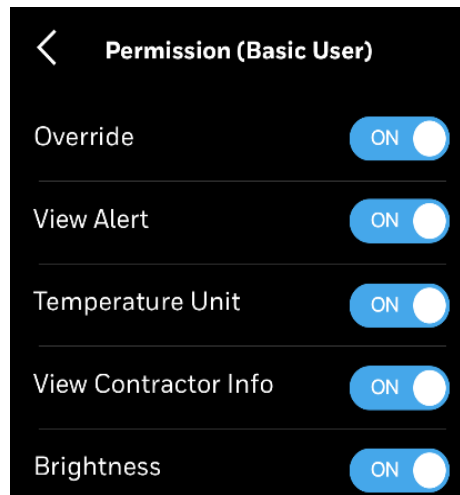 Permission (Basic User)
Override ON
View Alert ON
Temperature Unit ON
View Contractor Info ON
Brightness ON